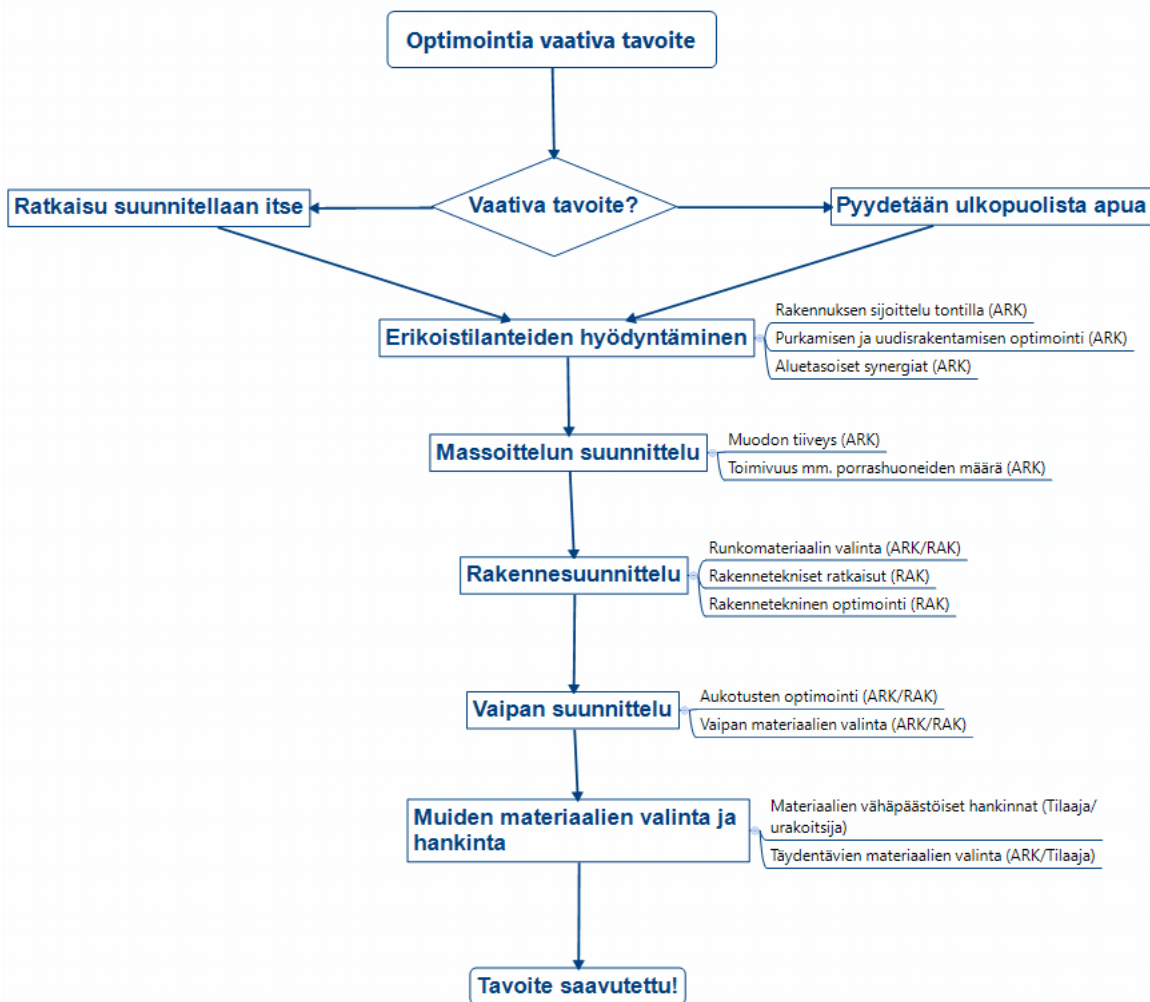 Optimointia vaativa tavoite
Ratkaisu suunnitellaan itse
Vaativa tavoite?
Pyydetään ulkopuolista apua
Erikoistilanteiden hyödyntäminen
Rakennuksen sijoittelu tontilla (ARK)
Purkamisen ja uudisrakentamisen optimointi (ARK)
Aluetasoiset synergiat (ARK)
Massoittelun suunnittelu
Muodon tiiveys (ARK)
Toimivuus mm. porrashuoneiden määrä (ARK)
Rakennesuunnittelu
Runkomateriaalin valinta (ARK/RAK)
Rakennetekniset ratkaisut (RAK)
Rakennetekninen optimointi (RAK)
Vaipan suunnittelu
Aukotusten optimointi (ARK/RAK)
Vaipan materiaalien valinta (ARK/RAK)
Muiden materiaalien valinta ja
hankinta
Materiaalien vähäpäästöiset hankinnat (Tilaaja/
urakoitsija)
Täydentävien materiaalien valinta (ARK/Tilaaja)
Tavoite saavutettu!